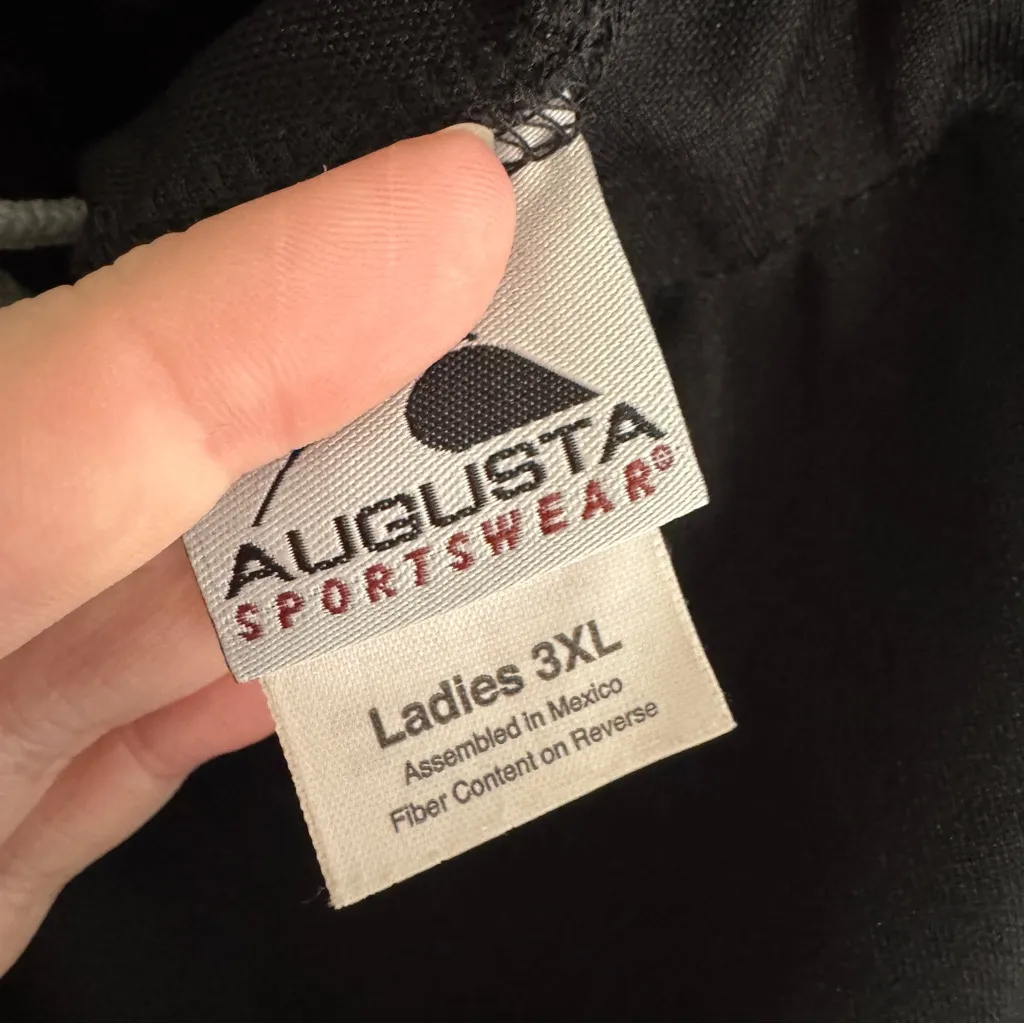 AUGUSTA
SPORTSWEAR®
Ladies 3XL
Assembled in Mexico
Fiber Content on Reverse